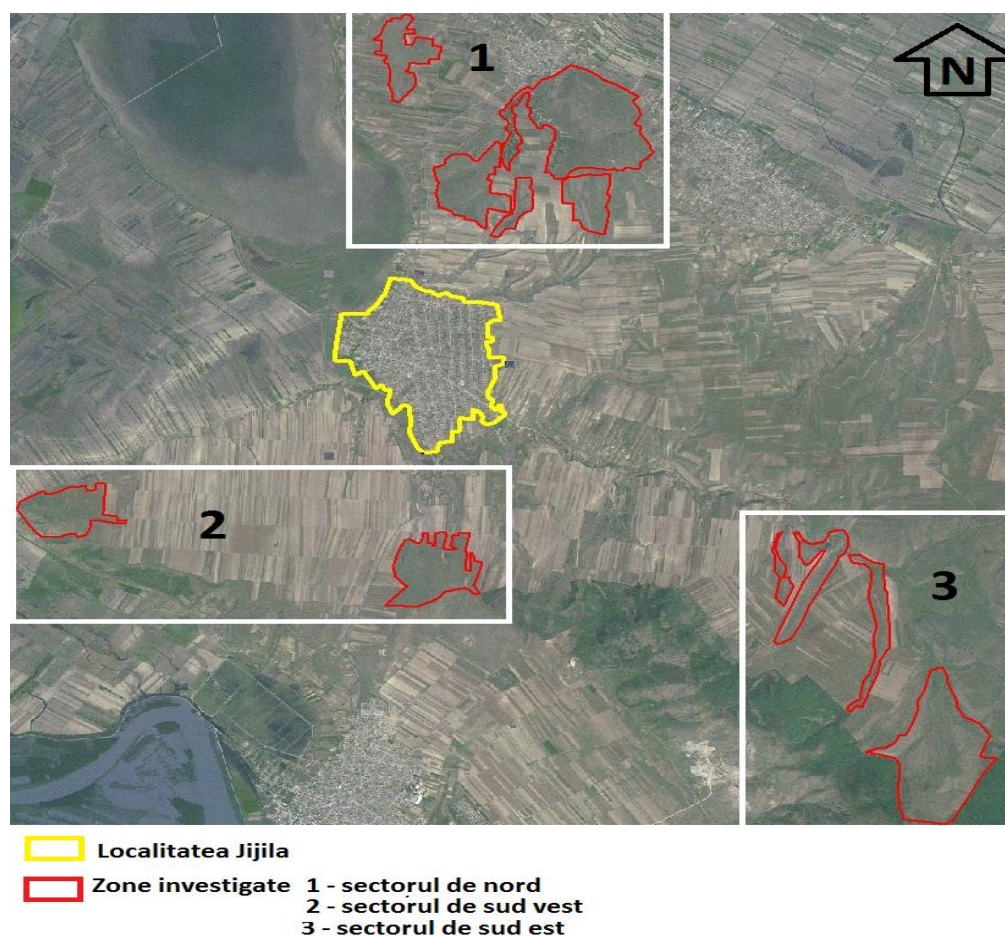 1
N
2
3
Localitatea Jijila
Zone investigate 1 - sectorul de nord
2 - sectorul de sud vest
3 - sectorul de sud est